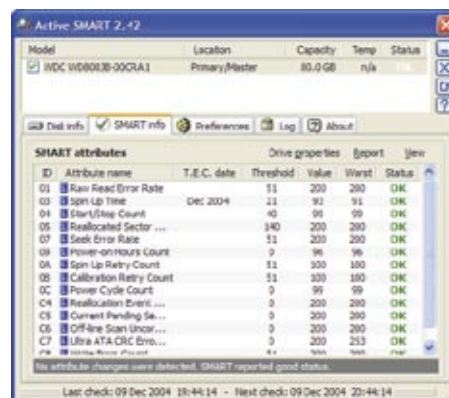 Active SMART 2.42
Model Location Capacity Temp Status
Primary/Master 80.0 GB n/a
Disk info SMART info Preferences Log About
SMART attributes Drive properties Report View
ID Attribute name T.E.C. date Threshold Value Worst Status
01 Raw Read Error Rate 51 200 200 OK
03 Spin Up Time Dec 2004 21 93 91 OK
04 Start/Stop Count 40 99 99 OK
05 Reallocated Sector ... 140 200 200 OK
07 Seek Error Rate 51 200 200 OK
09 Power-on Hours Count 0 96 96 OK
0A Spin Up Retry Count 51 100 100 OK
0B Calibration Retry Count 51 100 100 OK
0C Power Cycle Count 0 99 99 OK
C4 Reallocation Event ... 0 200 200 OK
C5 Current Pending Se... 0 200 200 OK
C6 Off-line Scan Uncor... 0 200 200 OK
C7 Ultra ATA CRC Erro... 0 200 253 OK
C8 Write Error Count 51 200 200 OK
No attribute changes were detected. SMART reported good status.
Last check: 09 Dec 2004 19:44:14 - Next check: 09 Dec 2004 20:44:14